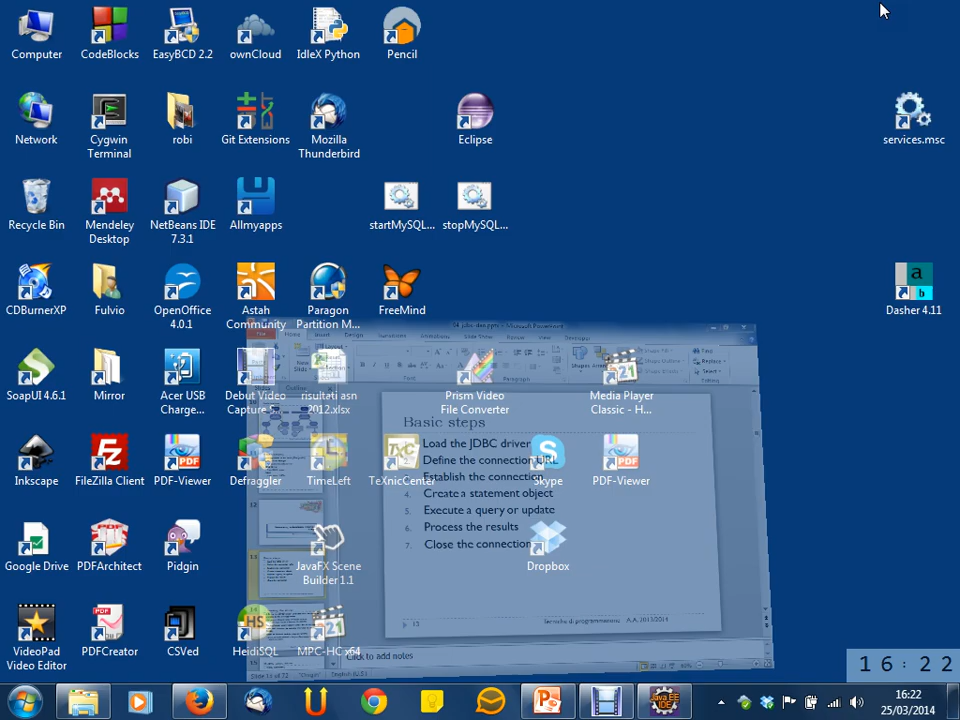 Computer
CodeBlocks
EasyBCD 2.2
ownCloud
IdleX Python
Pencil
Network
Cygwin
Terminal
robi
Git Extensions
Mozilla
Thunderbird
Eclipse
services.msc
Recycle Bin
Mendeley
Desktop
NetBeans IDE
7.3.1
Allmyapps
startMySQL...
stopMySQL...
CDBurnerXP
Fulvio
OpenOffice
4.0.1
Astah
Community
Paragon
Partition M...
FreeMind
Dasher 4.11
SoapUI 4.6.1
Mirror
Acer USB
Charge...
Debut Video
Capture S...
risultati asn
2012.xlsx
Prism Video
File Converter
Media Player
Classic - H...
Inkscape
FileZilla Client
PDF-Viewer
Defraggler
TimeLeft
TeXnicCenter
Skype
PDF-Viewer
Basic steps
Load the JDBC driver
Define the connection URL
Establish the connection
4. Create a statement object
5. Execute a query or update
6. Process the results
7. Close the connection
Google Drive
PDFArchitect
Pidgin
JavaFX Scene
Builder 1.1
Dropbox
VideoPad
Video Editor
PDFCreator
CSVed
HeidiSQL
MPC-HC x64
Click to add notes
16:22
16:22
25/03/2014